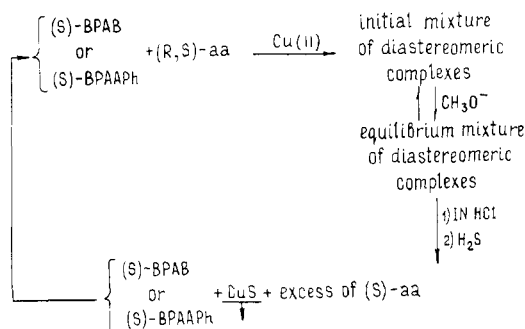 (S)-BPAB
or
(S)-BPAAPh
+(R,S)-aa
Cu(II)
initial mixture
of diastereomeric
complexes
CH₃O⁻
equilibrium mixture
of diastereomeric
complexes
1) IN HCl
2) H₂S
(S)-BPAB
or
(S)-BPAAPh
+ CuS + excess of (S)-aa